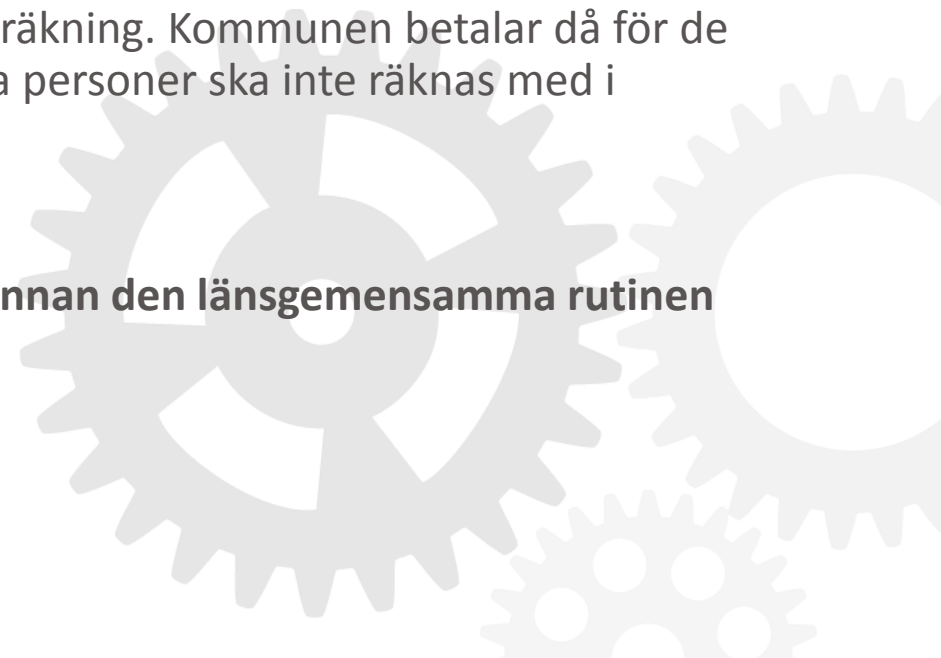 räkning. Kommunen betalar då för de
a personer ska inte räknas med i
nnan den länsgemensamma rutinen